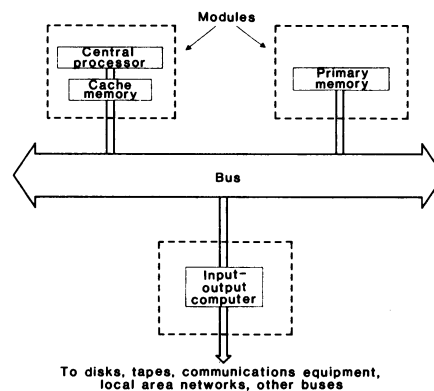 Modules
Central
processor
Cache
memory
Primary
memory
Bus
Input-
output
computer
To disks, tapes, communications equipment,
local area networks, other buses